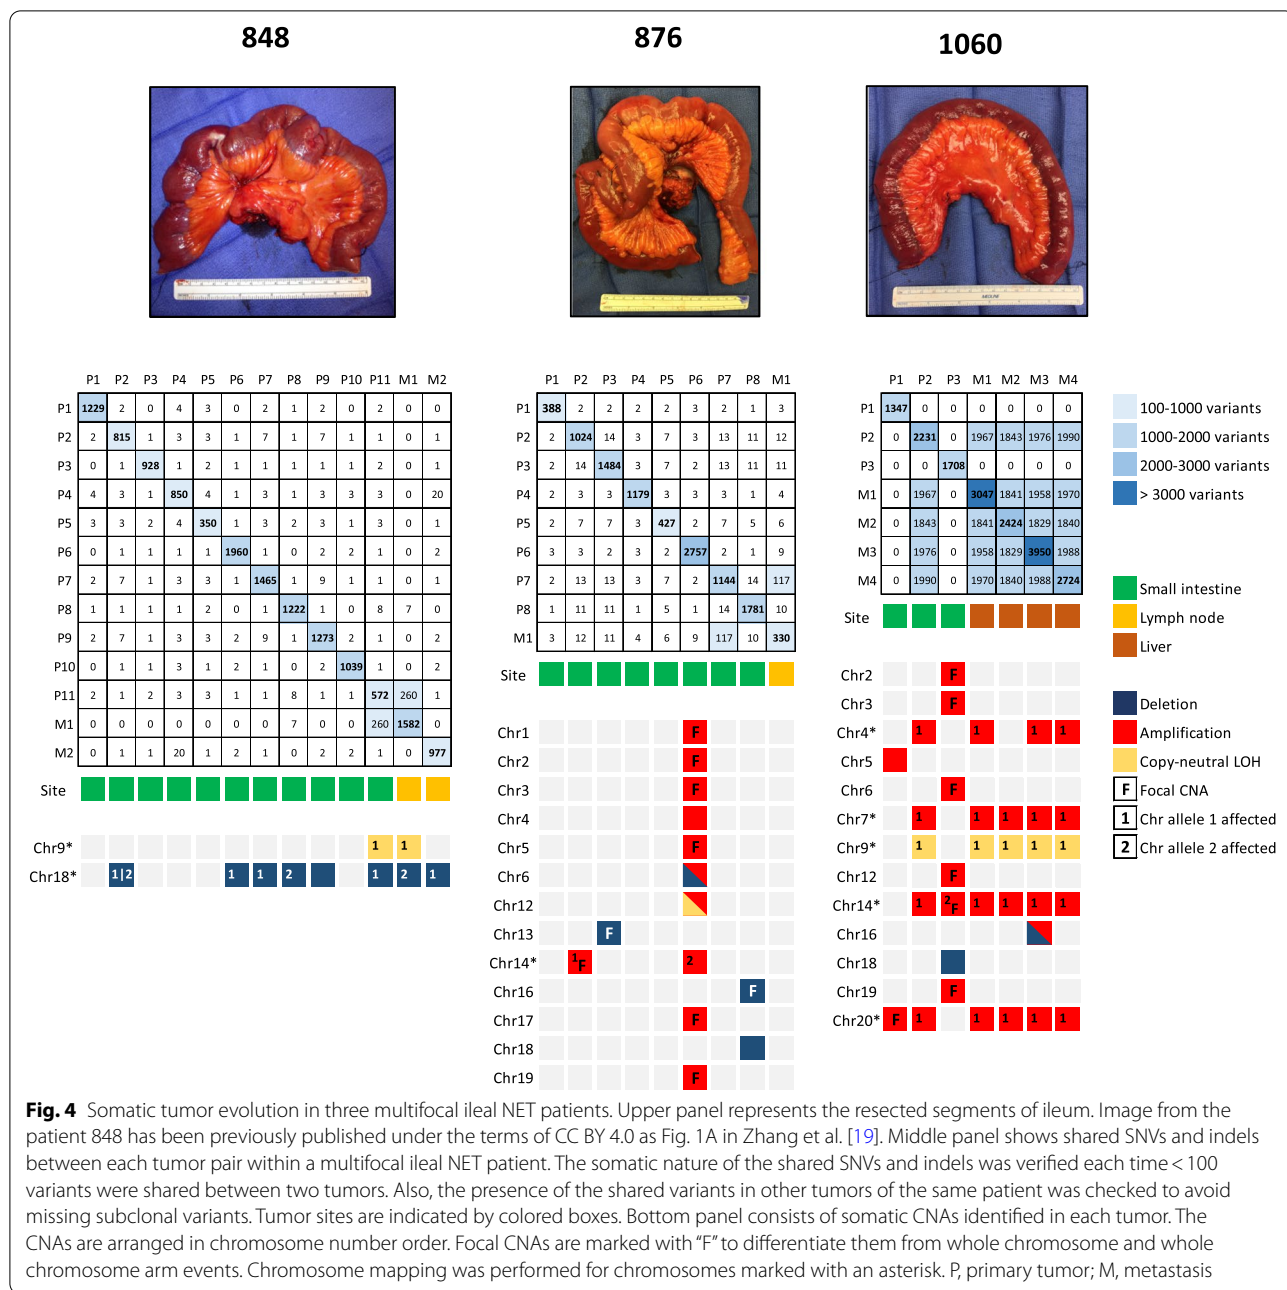 848 876 1060
P1 P2 P3 P4 P5 P6 P7 P8 P9 P10 P11 M1 M2
P1 1229 2 0 4 3 0 2 1 2 0 2 0 0
P2 2 815 1 3 3 1 7 1 7 1 1 0 1
P3 0 1 928 1 2 1 1 1 1 1 2 0 1
P4 4 3 1 850 4 1 3 1 3 3 3 0 20
P5 3 3 2 4 350 1 3 2 3 1 3 0 1
P6 0 1 1 1 1 1960 1 0 2 2 1 0 2
P7 2 7 1 3 3 1 1465 1 9 1 1 0 1
P8 1 1 1 1 2 0 1 1222 1 0 8 7 0
P9 2 7 1 3 3 2 9 1 1273 2 1 0 2
P10 0 1 1 3 1 2 1 0 2 1039 1 0 2
P11 2 1 2 3 3 1 1 8 1 1 572 260 1
M1 0 0 0 0 0 0 0 7 0 0 260 1582 0
M2 0 1 1 20 1 2 1 0 2 2 1 0 977
Site
Chr9* 1 1
Chr18* 1|2 1 1 2 1 2 1
P1 P2 P3 P4 P5 P6 P7 P8 M1
P1 388 2 2 2 2 3 2 1 3
P2 2 1024 14 3 7 3 13 11 12
P3 2 14 1484 3 7 2 13 11 11
P4 2 3 3 1179 3 3 3 1 4
P5 2 7 7 3 427 2 7 5 6
P6 3 3 2 3 2 2757 2 1 9
P7 2 13 13 3 7 2 1144 14 117
P8 1 11 11 1 5 1 14 1781 10
M1 3 12 11 4 6 9 117 10 330
Site
Chr1 F
Chr2 F
Chr3 F
Chr4
Chr5 F
Chr6
Chr12
Chr13 F
Chr14* 1F 2
Chr16 F
Chr17 F
Chr18
Chr19 F
P1 P2 P3 M1 M2 M3 M4
P1 1347 0 0 0 0 0 0
P2 0 2231 0 1967 1843 1976 1990
P3 0 0 1708 0 0 0 0
M1 0 1967 0 3047 1841 1958 1970
M2 0 1843 0 1841 2424 1829 1840
M3 0 1976 0 1958 1829 3950 1988
M4 0 1990 0 1970 1840 1988 2724
Site
Chr2 F
Chr3 F
Chr4* 1 1 1 1
Chr5
Chr6 F
Chr7* 1 1 1 1 1
Chr9* 1 1 1 1 1
Chr12 F
Chr14* 1 2F 1 1 1 1
Chr16
Chr18
Chr19 F
Chr20* F 1 1 1 1 1
100-1000 variants
1000-2000 variants
2000-3000 variants
> 3000 variants
Small intestine
Lymph node
Liver
Deletion
Amplification
Copy-neutral LOH
F Focal CNA
1 Chr allele 1 affected
2 Chr allele 2 affected
Fig. 4 Somatic tumor evolution in three multifocal ileal NET patients. Upper panel represents the resected segments of ileum. Image from the
patient 848 has been previously published under the terms of CC BY 4.0 as Fig. 1A in Zhang et al. [19]. Middle panel shows shared SNVs and indels
between each tumor pair within a multifocal ileal NET patient. The somatic nature of the shared SNVs and indels was verified each time < 100
variants were shared between two tumors. Also, the presence of the shared variants in other tumors of the same patient was checked to avoid
missing subclonal variants. Tumor sites are indicated by colored boxes. Bottom panel consists of somatic CNAs identified in each tumor. The
CNAs are arranged in chromosome number order. Focal CNAs are marked with “F” to differentiate them from whole chromosome and whole
chromosome arm events. Chromosome mapping was performed for chromosomes marked with an asterisk. P, primary tumor; M, metastasis